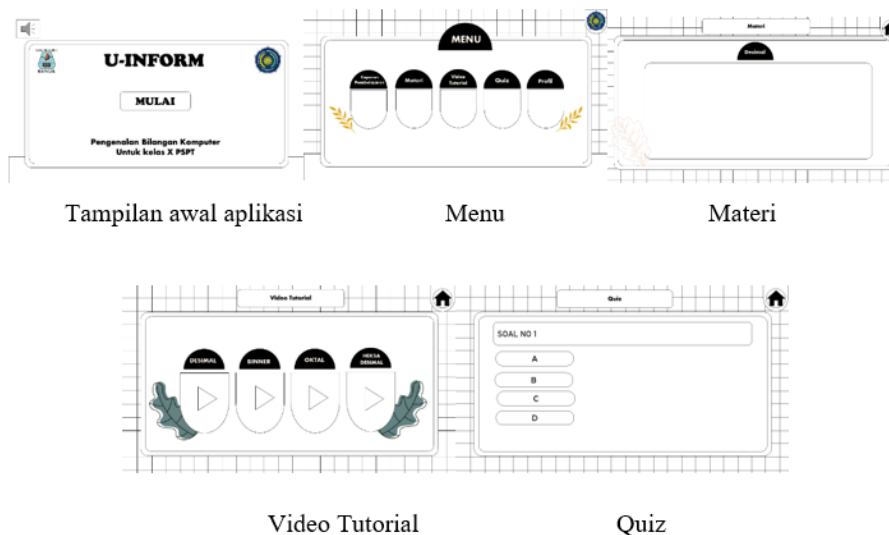 U-INFORM
MULAI
Pengenalan Bilangan Komputer
Untuk kelas X PSPT
MENU
Pembelajaran
Materi
Video
Tutorial
Quiz
Profil
Materi
Desimal
Tampilan awal aplikasi
Menu
Materi
Video Tutorial
DESIMAL
BINNER
OKTAL
HEKSA
DESIMAL
Quiz
SOAL NO 1
A
B
C
D
Video Tutorial
Quiz